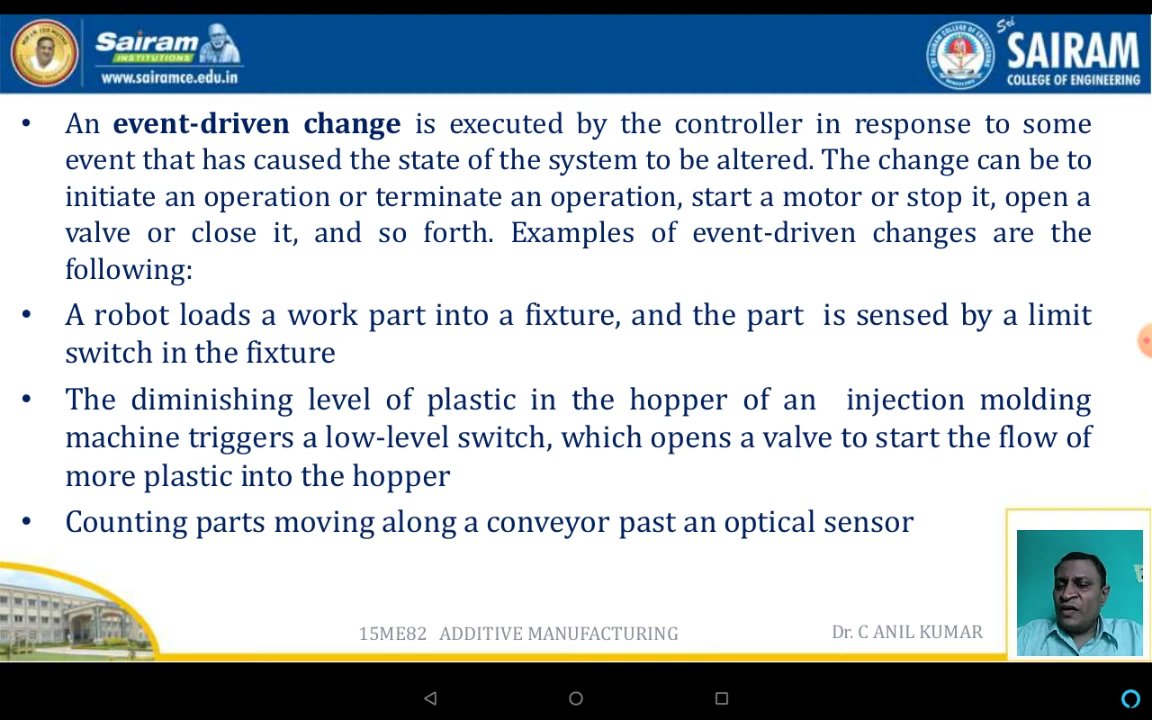 Sairam
INSTITUTIONS
www.sairamce.edu.in
Sri
SAIRAM
COLLEGE OF ENGINEERING
• An event-driven change is executed by the controller in response to some
event that has caused the state of the system to be altered. The change can be to
initiate an operation or terminate an operation, start a motor or stop it, open a
valve or close it, and so forth. Examples of event-driven changes are the
following:
• A robot loads a work part into a fixture, and the part is sensed by a limit
switch in the fixture
• The diminishing level of plastic in the hopper of an injection molding
machine triggers a low-level switch, which opens a valve to start the flow of
more plastic into the hopper
• Counting parts moving along a conveyor past an optical sensor
15ME82 ADDITIVE MANUFACTURING
Dr. C ANIL KUMAR